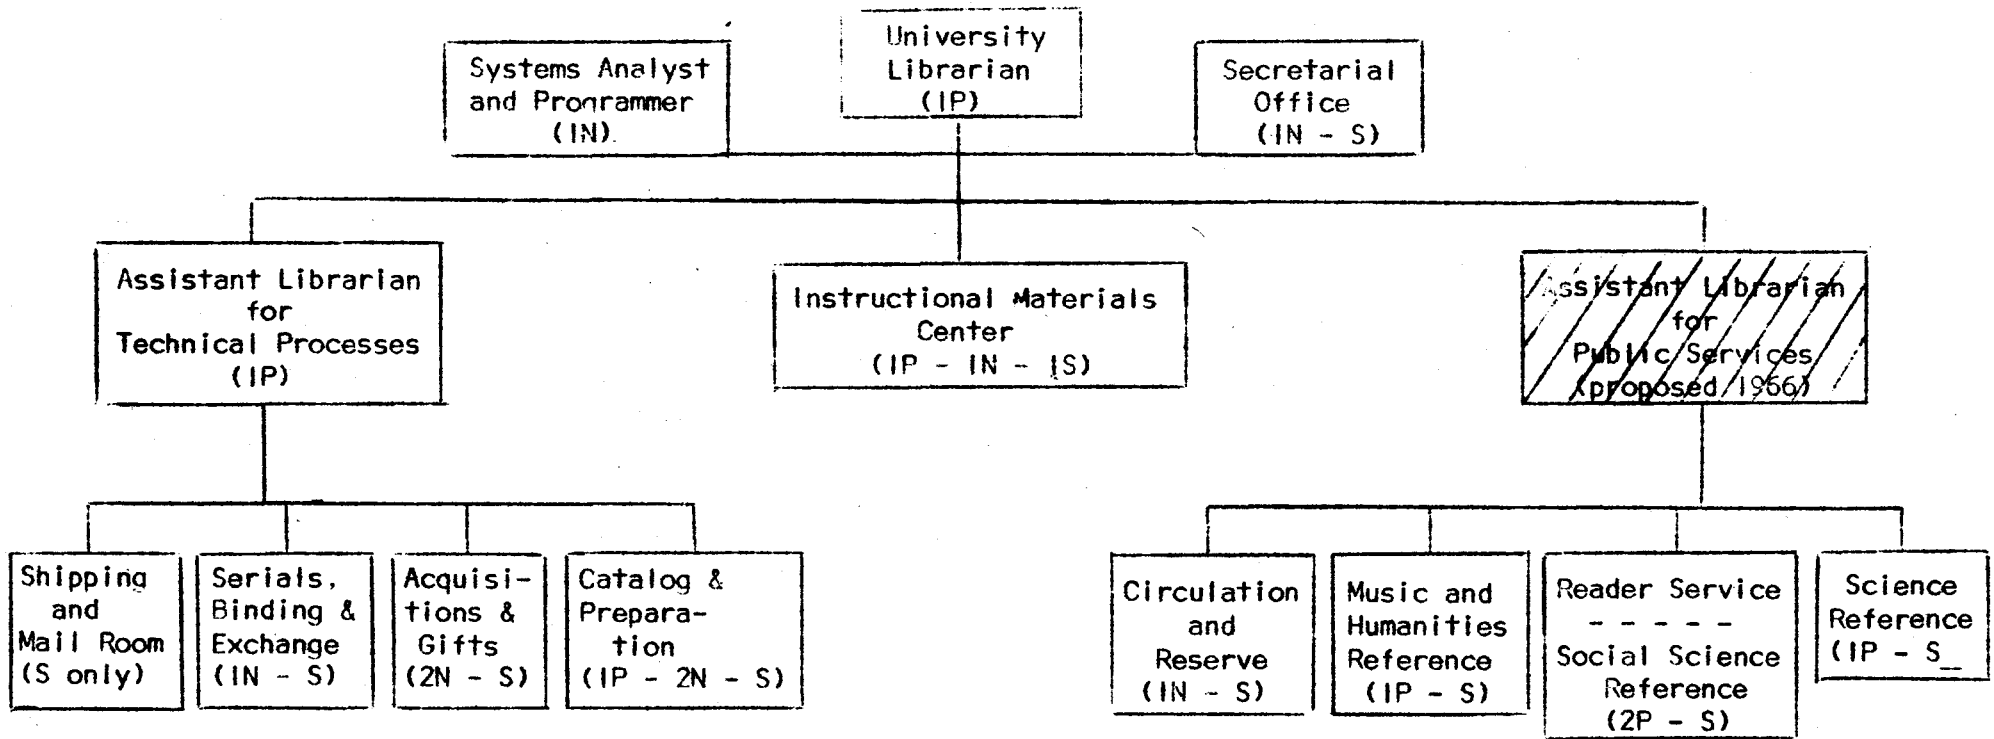 University
Librarian
(IP)
Systems Analyst
and Programmer
(IN)
Secretarial
Office
(IN - S)
Assistant Librarian
for
Technical Processes
(IP)
Instructional Materials
Center
(IP - IN - IS)
Assistant Librarian
for
Public Services
(proposed 1966)
Shipping
and
Mail Room
(S only)
Serials,
Binding &
Exchange
(IN - S)
Acquisi-
tions &
Gifts
(2N - S)
Catalog &
Prepara-
tion
(IP - 2N - S)
Circulation
and
Reserve
(IN - S)
Music and
Humanities
Reference
(IP - S)
Reader Service
- - - - -
Social Science
Reference
(2P - S)
Science
Reference
(IP - S_